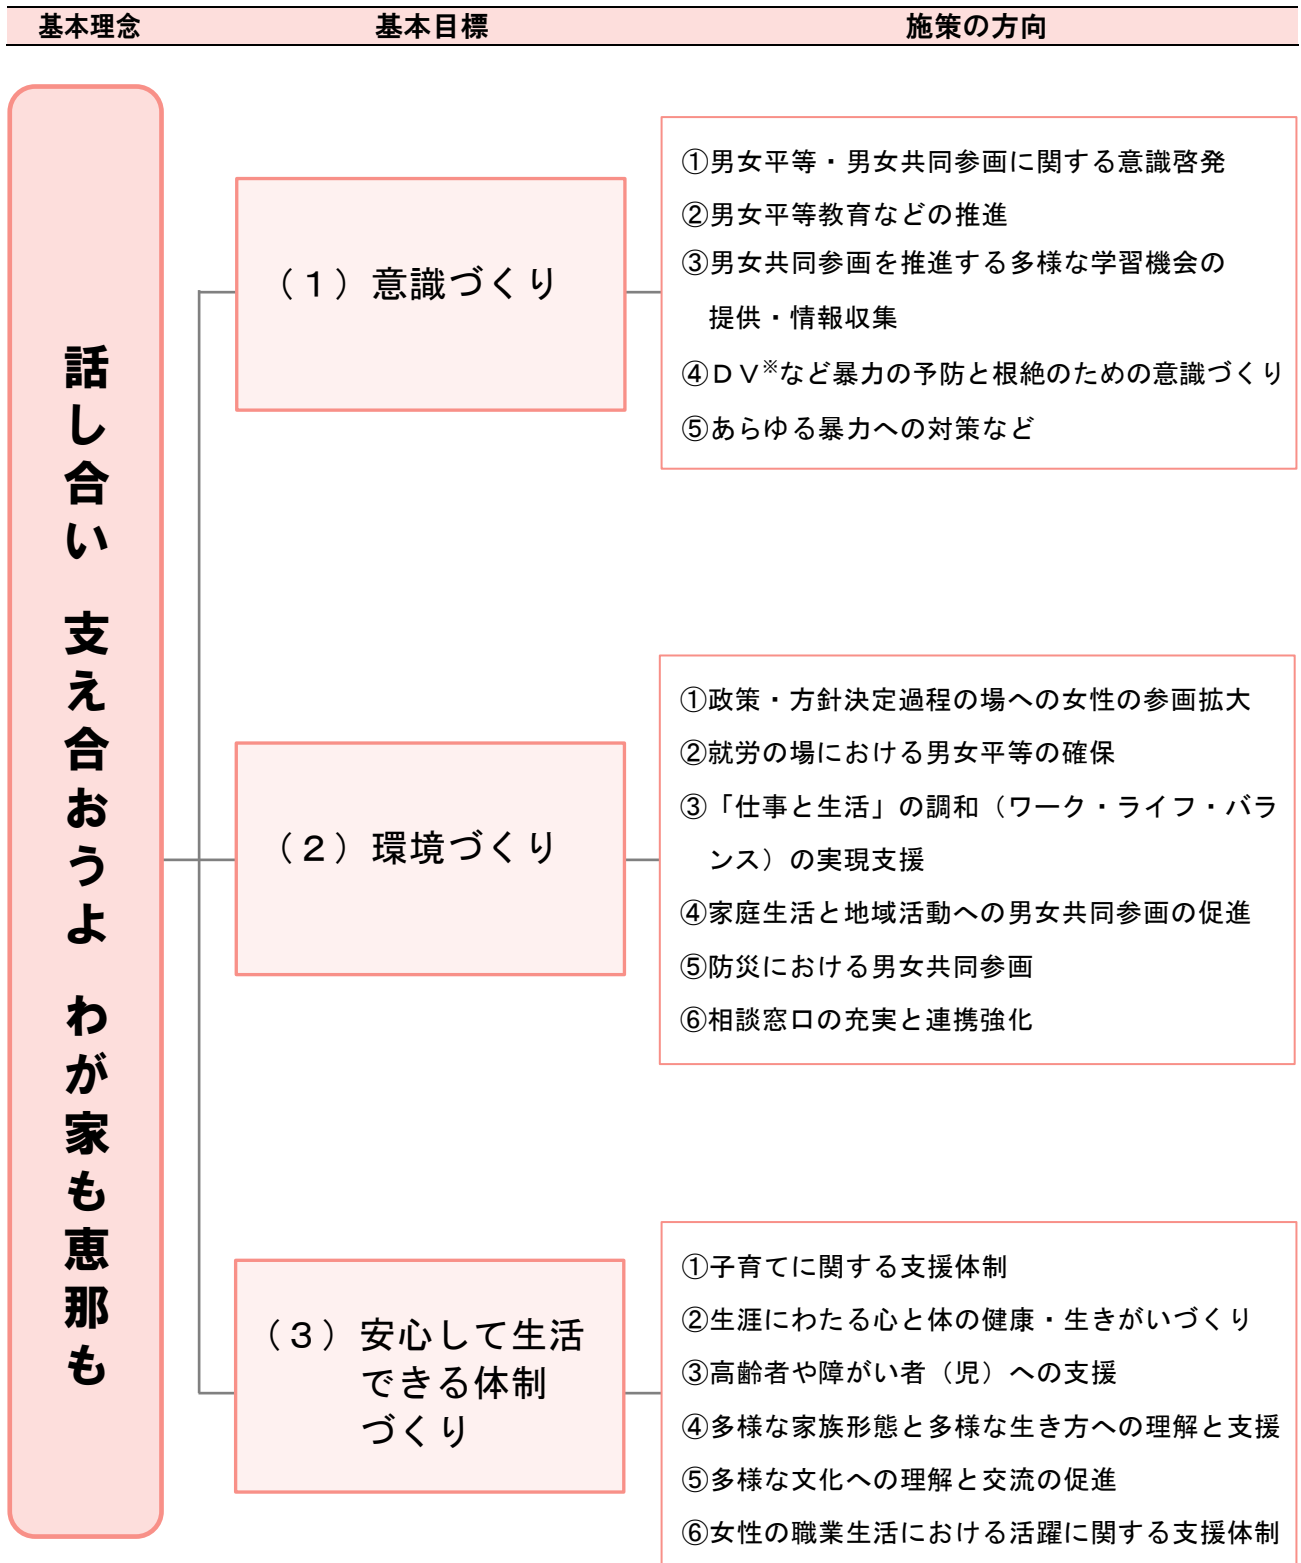 基本理念
基本目標
施策の方向
話し合い　支え合おうよ　わが家も恵那も
（１）意識づくり
①男女平等・男女共同参画に関する意識啓発
②男女平等教育などの推進
③男女共同参画を推進する多様な学習機会の
提供・情報収集
④ＤＶ※など暴力の予防と根絶のための意識づくり
⑤あらゆる暴力への対策など
（２）環境づくり
①政策・方針決定過程の場への女性の参画拡大
②就労の場における男女平等の確保
③「仕事と生活」の調和（ワーク・ライフ・バラ
ンス）の実現支援
④家庭生活と地域活動への男女共同参画の促進
⑤防災における男女共同参画
⑥相談窓口の充実と連携強化
（３）安心して生活
できる体制
づくり
①子育てに関する支援体制
②生涯にわたる心と体の健康・生きがいづくり
③高齢者や障がい者（児）への支援
④多様な家族形態と多様な生き方への理解と支援
⑤多様な文化への理解と交流の促進
⑥女性の職業生活における活躍に関する支援体制